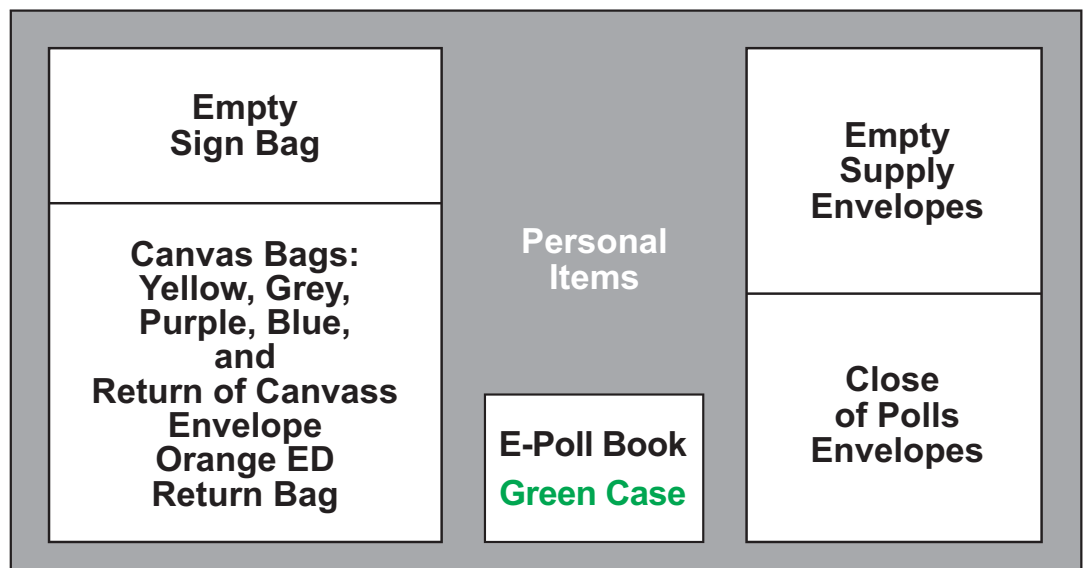 Empty
Sign Bag
Canvas Bags:
Yellow, Grey,
Purple, Blue,
and
Return of Canvass
Envelope
Orange ED
Return Bag
Personal
Items
E-Poll Book
Green Case
Empty
Supply
Envelopes
Close
of Polls
Envelopes